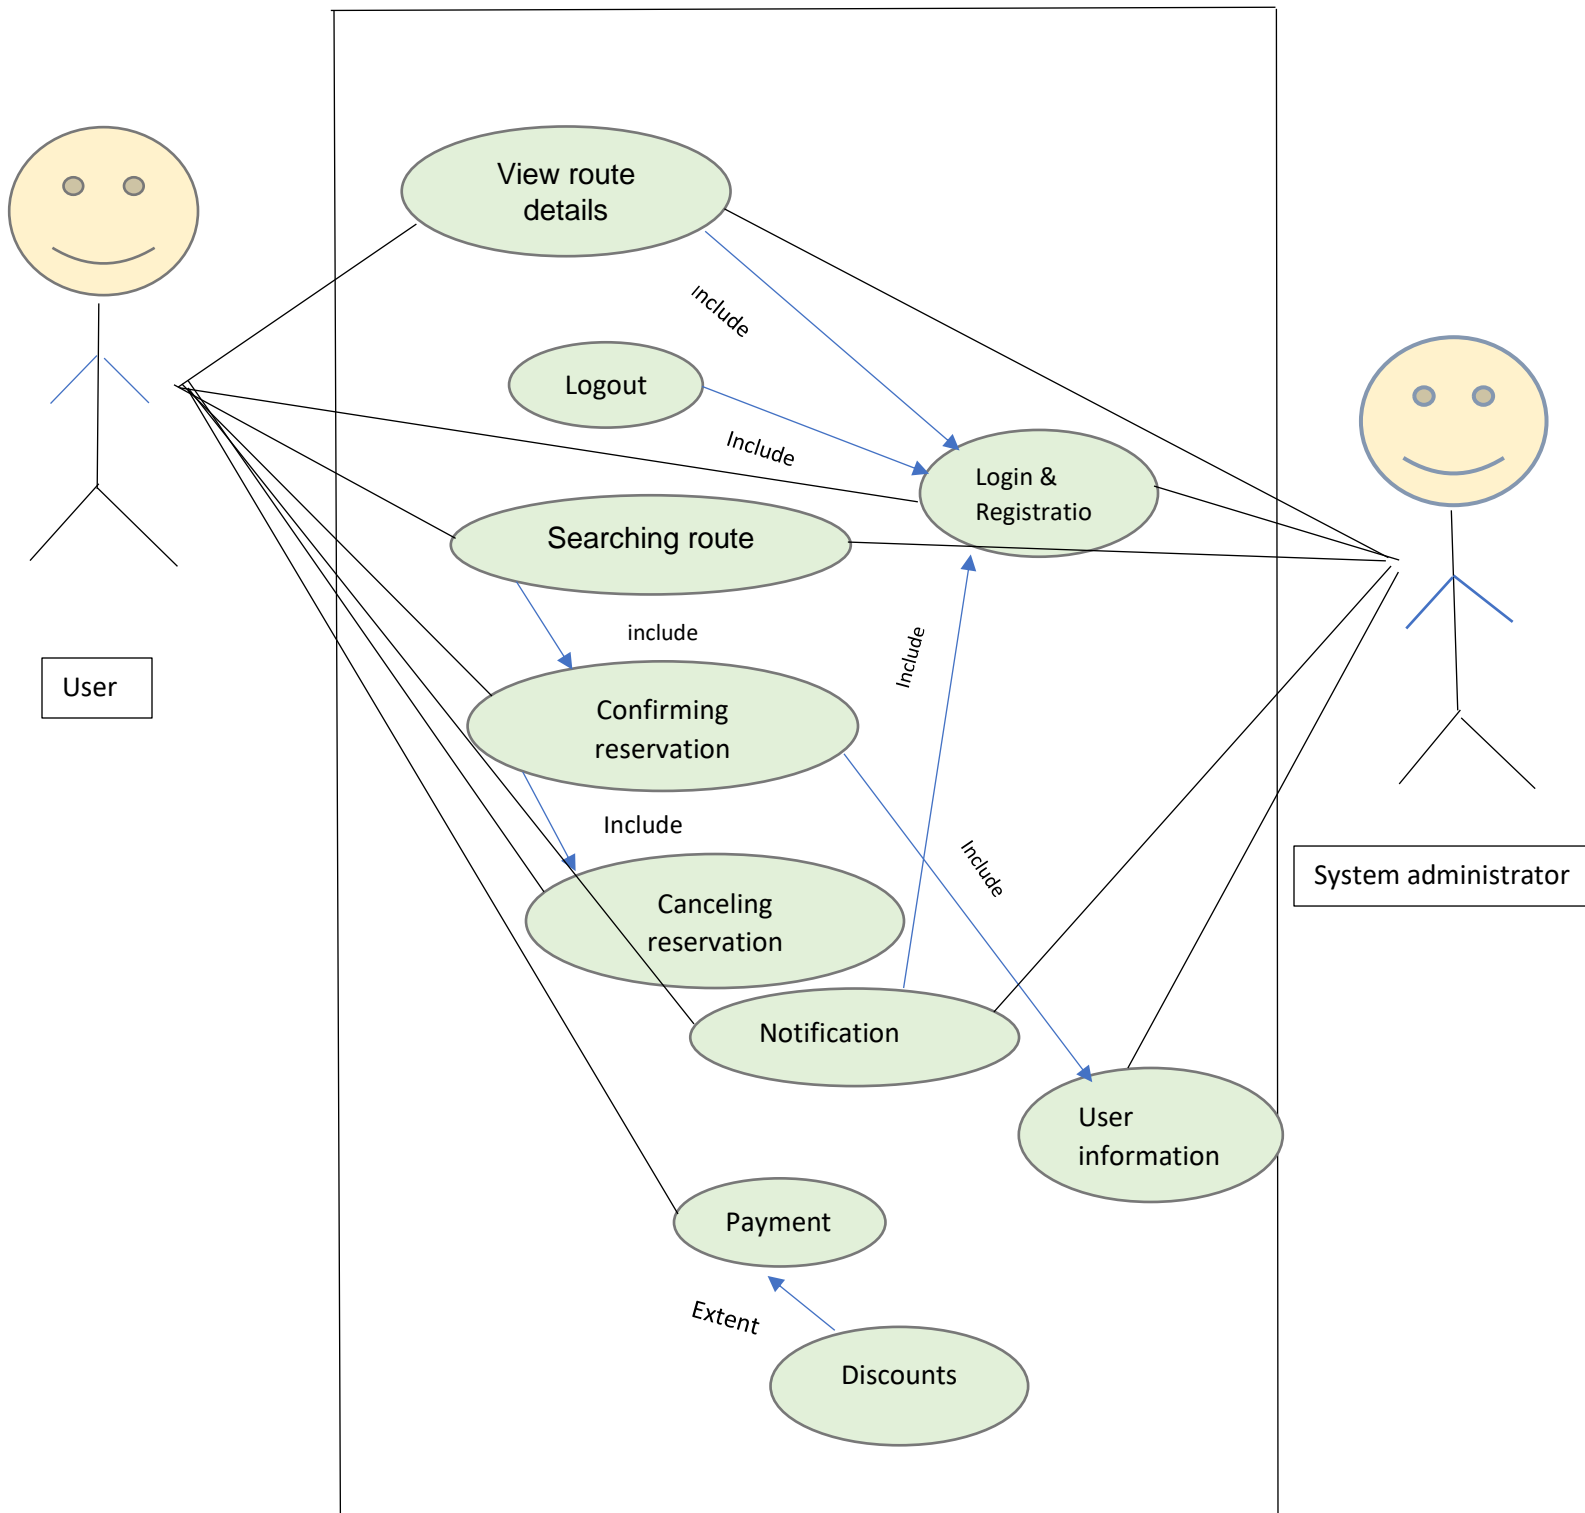 View route
details
include
Logout
Include
Login &
Registratio
Searching route
include
Include
User
Confirming
reservation
Include
Include
System administrator
Canceling
reservation
Notification
User
information
Payment
Extent
Discounts